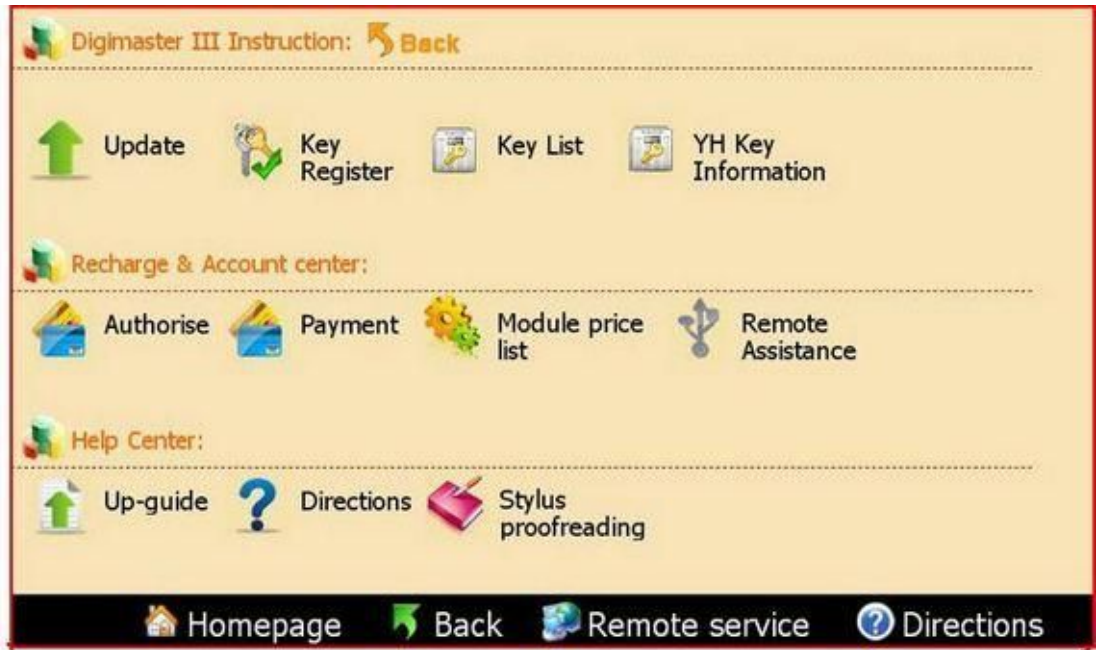 Digimaster III Instruction: Back
Update Key Register Key List YH Key Information
Recharge & Account center:
Authorise Payment Module price list Remote Assistance
Help Center:
Up-guide Directions Stylus proofreading
Homepage Back Remote service Directions